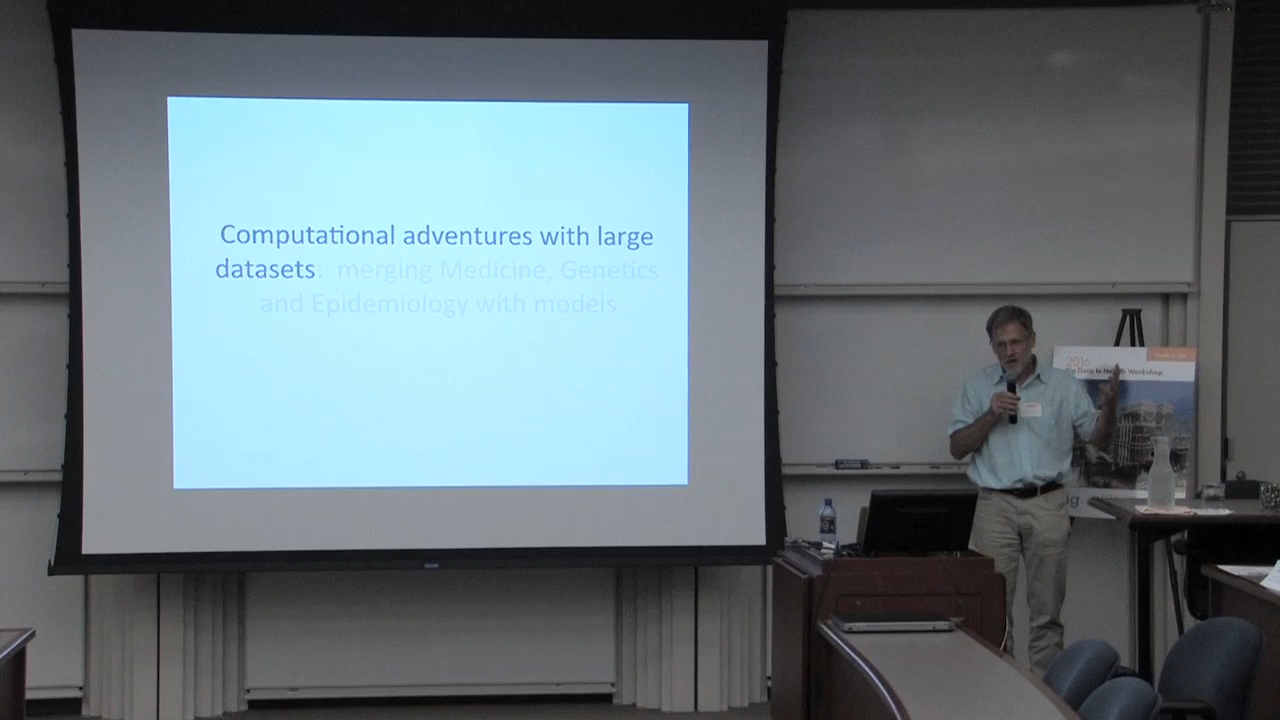 Computational adventures with large
datasets: merging Medicine, Genetics
and Epidemiology with models
2016
Big Data In Health Workshop